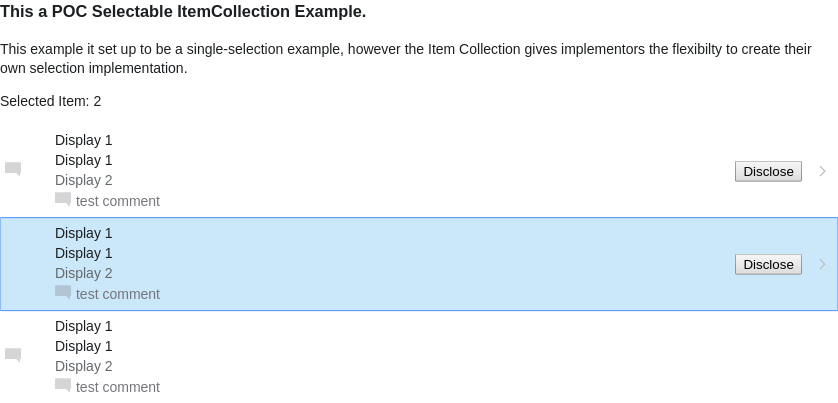 This a POC Selectable ItemCollection Example.
This example it set up to be a single-selection example, however the Item Collection gives implementors the flexibilty to create their
own selection implementation.
Selected Item: 2
Display 1
Display 1
Display 2
test comment
Disclose
Display 1
Display 1
Display 2
test comment
Disclose
Display 1
Display 1
Display 2
test comment